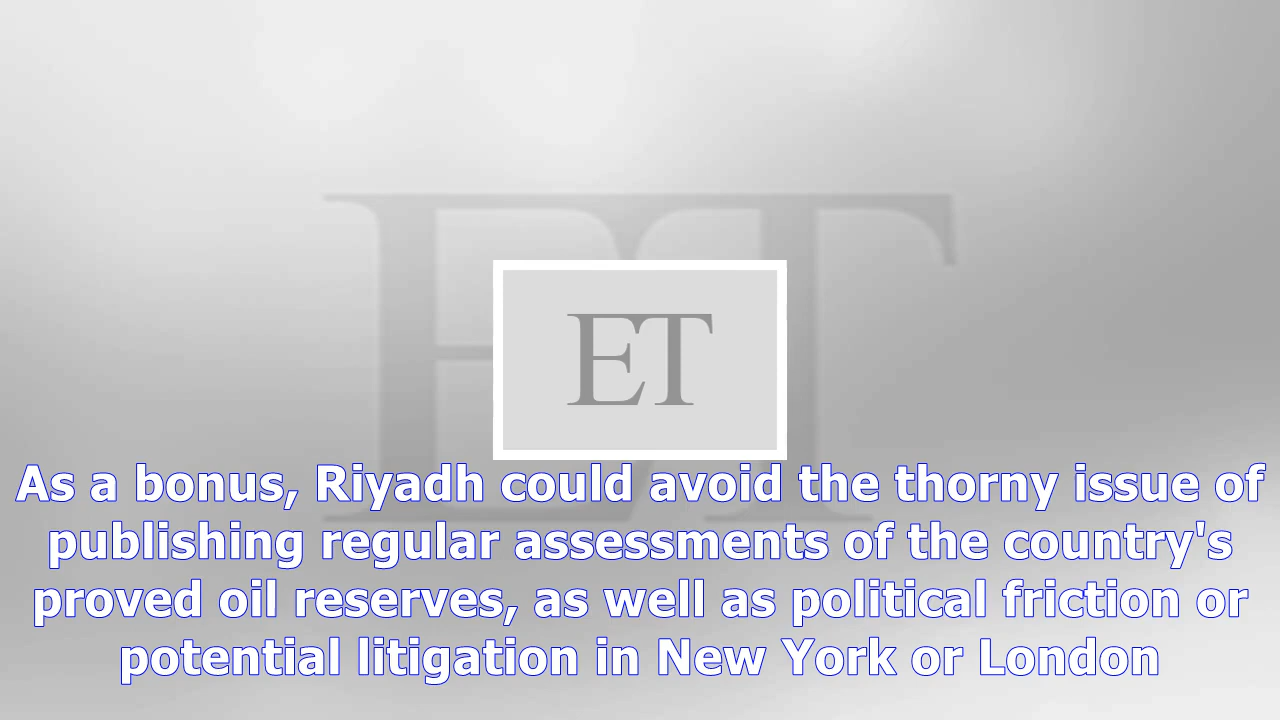 ET
ET
As a bonus, Riyadh could avoid the thorny issue of
publishing regular assessments of the country's
proved oil reserves, as well as political friction or
potential litigation in New York or London